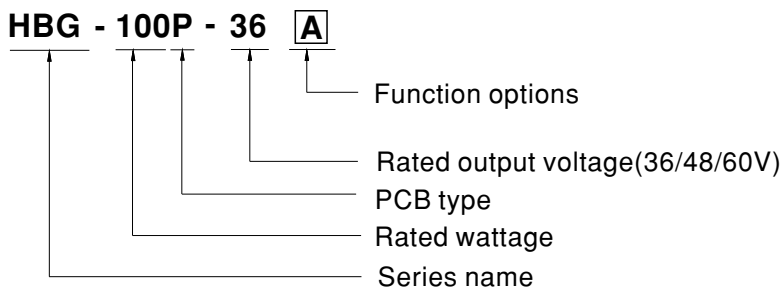 HBG - 100P - 36 A
Function options
Rated output voltage(36/48/60V)
PCB type
Rated wattage
Series name